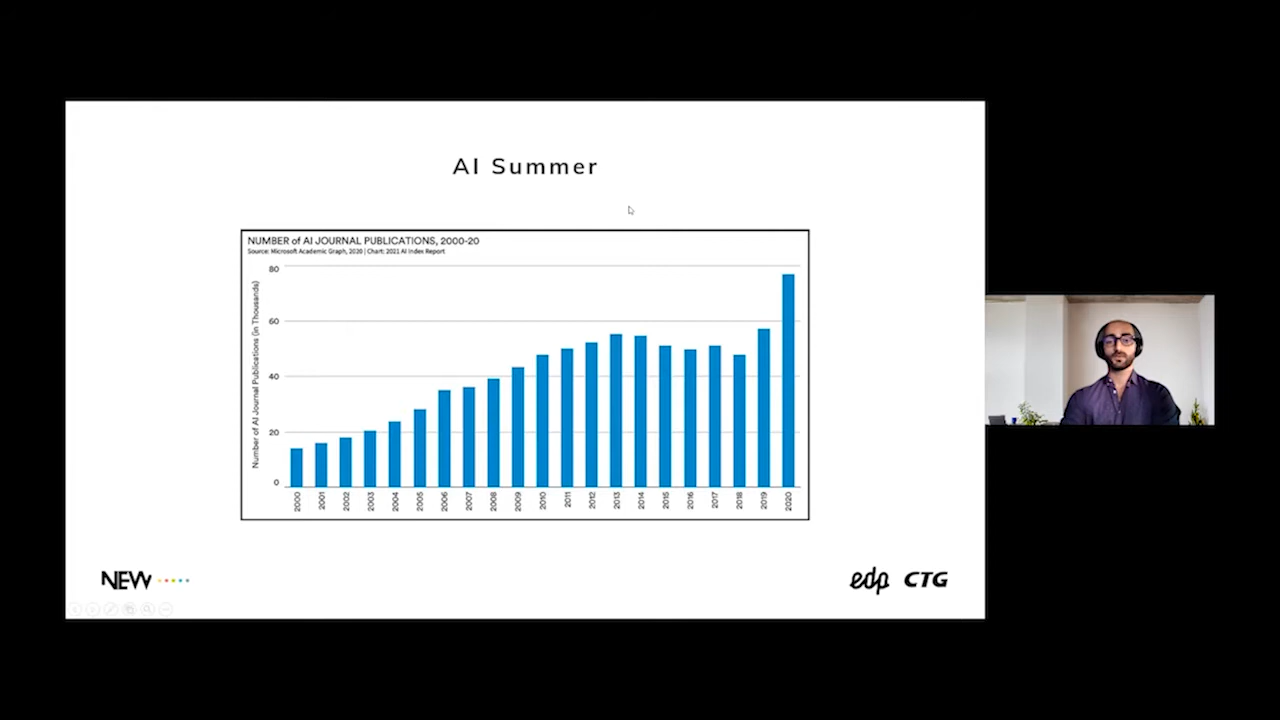 AI Summer
NUMBER of AI JOURNAL PUBLICATIONS, 2000-20
Source: Microsoft Academic Graph, 2020 | Chart: 2021 AI Index Report
Number of AI Journal Publications (in Thousands)
80
60
40
20
0
2000 2001 2002 2003 2004 2005 2006 2007 2008 2009 2010 2011 2012 2013 2014 2015 2016 2017 2018 2019 2020
NEW
edp CTG